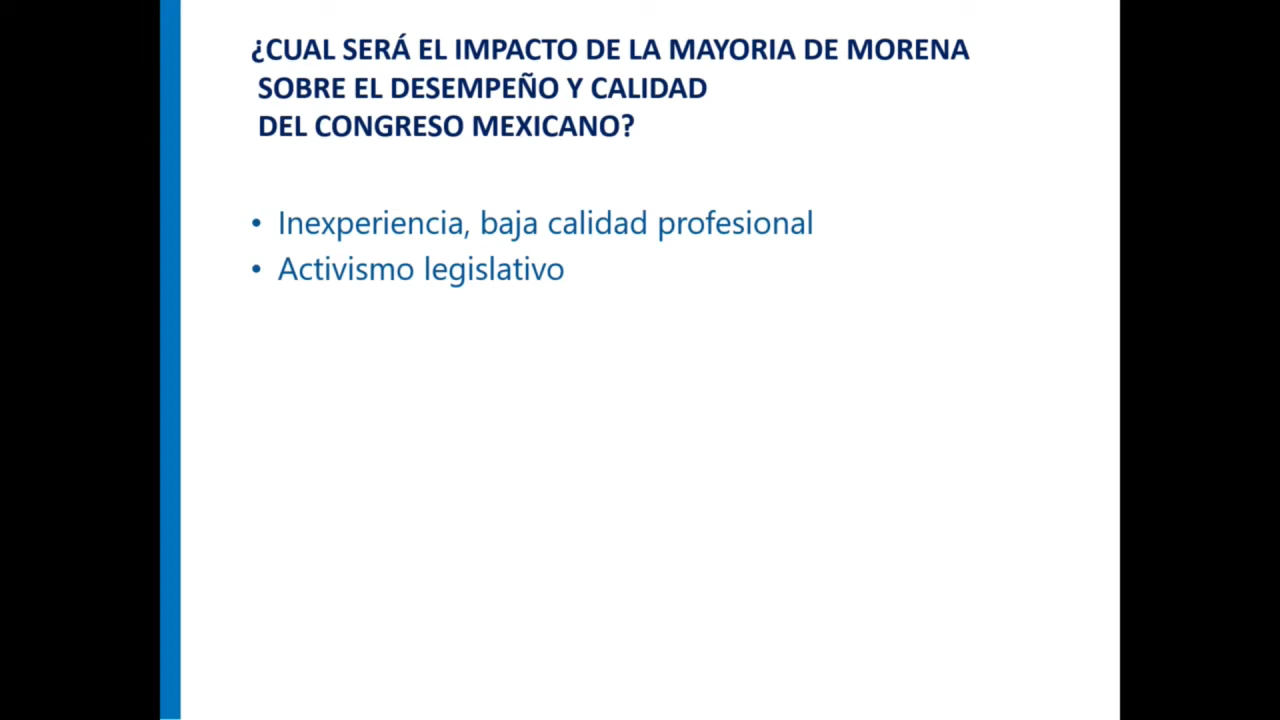 ¿CUAL SERÁ EL IMPACTO DE LA MAYORIA DE MORENA
SOBRE EL DESEMPEÑO Y CALIDAD
DEL CONGRESO MEXICANO?
• Inexperiencia, baja calidad profesional
• Activismo legislativo